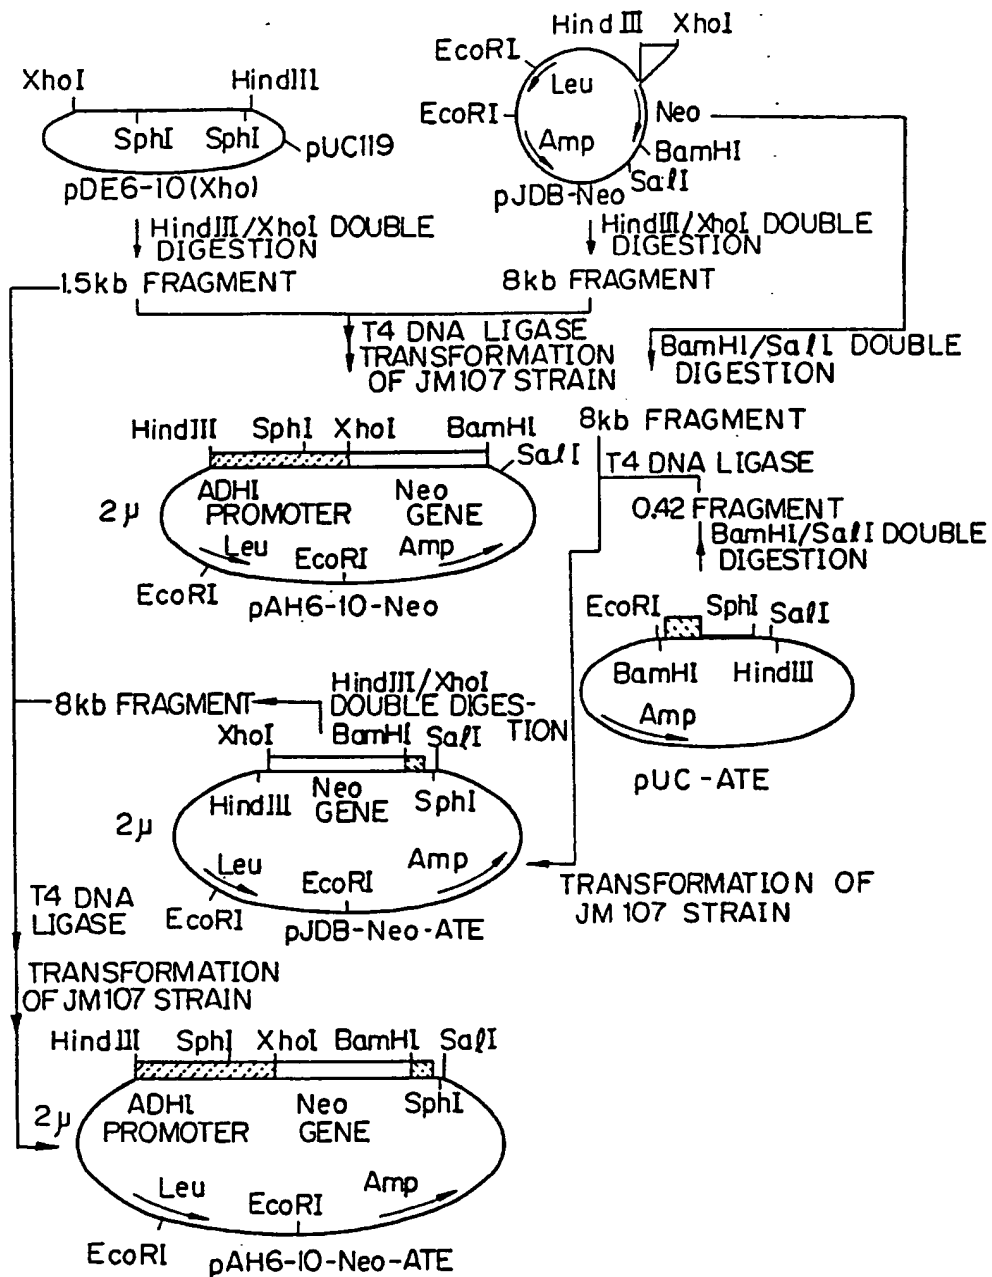 XhoI
HindIII
SphI
SphI
pUC119
pDE6-10(Xho)
HindIII/XhoI DOUBLE
DIGESTION
1.5kb FRAGMENT
HindIII
XhoI
EcoRI
Leu
EcoRI
Neo
Amp
BamHI
SalI
pJDB-Neo
HindIII/XhoI DOUBLE
DIGESTION
8kb FRAGMENT
T4 DNA LIGASE
TRANSFORMATION
OF JM107 STRAIN
BamHI/SalI DOUBLE
DIGESTION
8kb FRAGMENT
T4 DNA LIGASE
0.42 FRAGMENT
BamHI/SalI DOUBLE
DIGESTION
HindIII
SphI
XhoI
BamHI
SalI
2μ
ADHI
PROMOTER
Neo
GENE
Leu
EcoRI
Amp
EcoRI
pAH6-10-Neo
EcoRI
SphI
SalI
BamHI
HindIII
Amp
pUC-ATE
8kb FRAGMENT
HindIII/XhoI
DOUBLE DIGES-
TION
XhoI
BamHI
SalI
HindIII
Neo
GENE
SphI
2μ
Leu
EcoRI
Amp
EcoRI
pJDB-Neo-ATE
TRANSFORMATION OF
JM107 STRAIN
T4 DNA
LIGASE
TRANSFORMATION
OF JM107 STRAIN
HindIII
SphI
XhoI
BamHI
SalI
2μ
ADHI
PROMOTER
Neo
GENE
SphI
Leu
EcoRI
Amp
EcoRI
pAH6-10-Neo-ATE